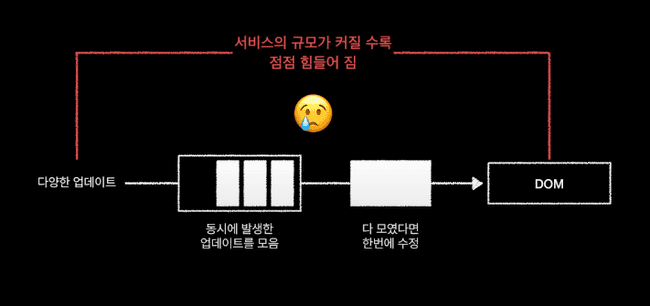 서비스의 규모가 커질 수록
점점 힘들어 짐
다양한 업데이트
DOM
동시에 발생한
업데이트를 모음
다 모였다면
한번에 수정